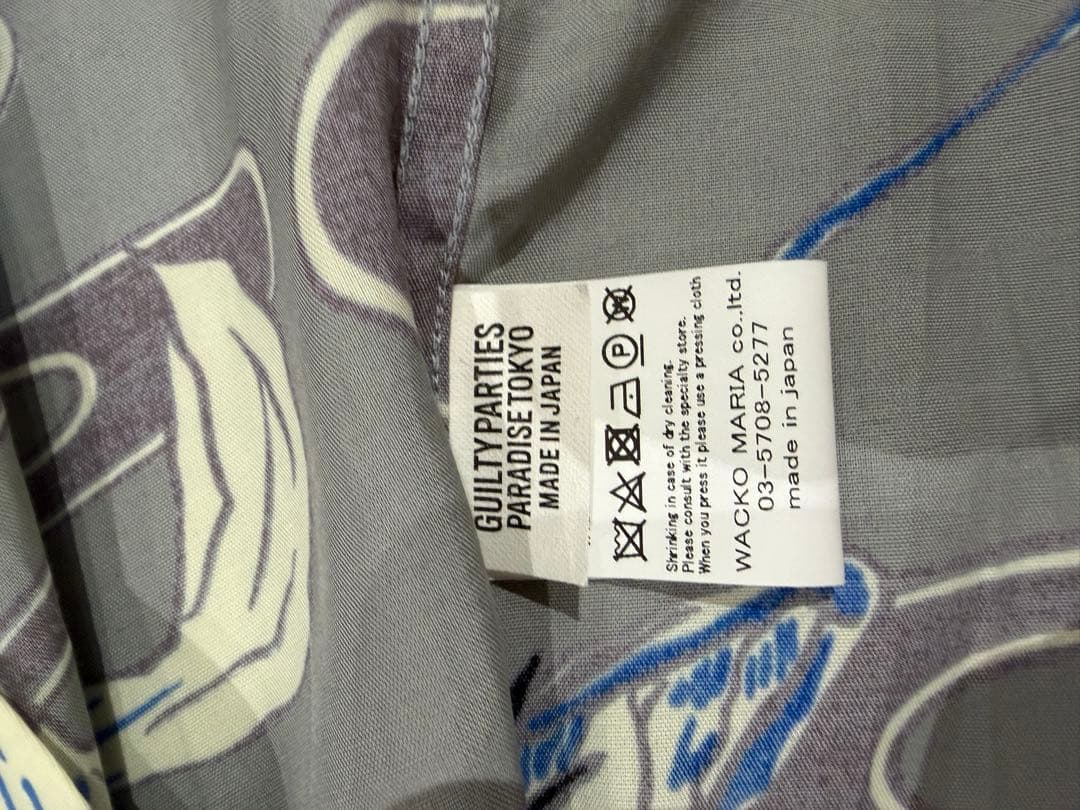 GUILTY PARTIES
PARADISE TOKYO
MADE IN JAPAN
P
W
Shrinking in case of dry cleaning.
Please consult with the specialty store.
When you press it please use a pressing cloth
WACKO MARIA co.,ltd.
03-5708-5277
made in japan